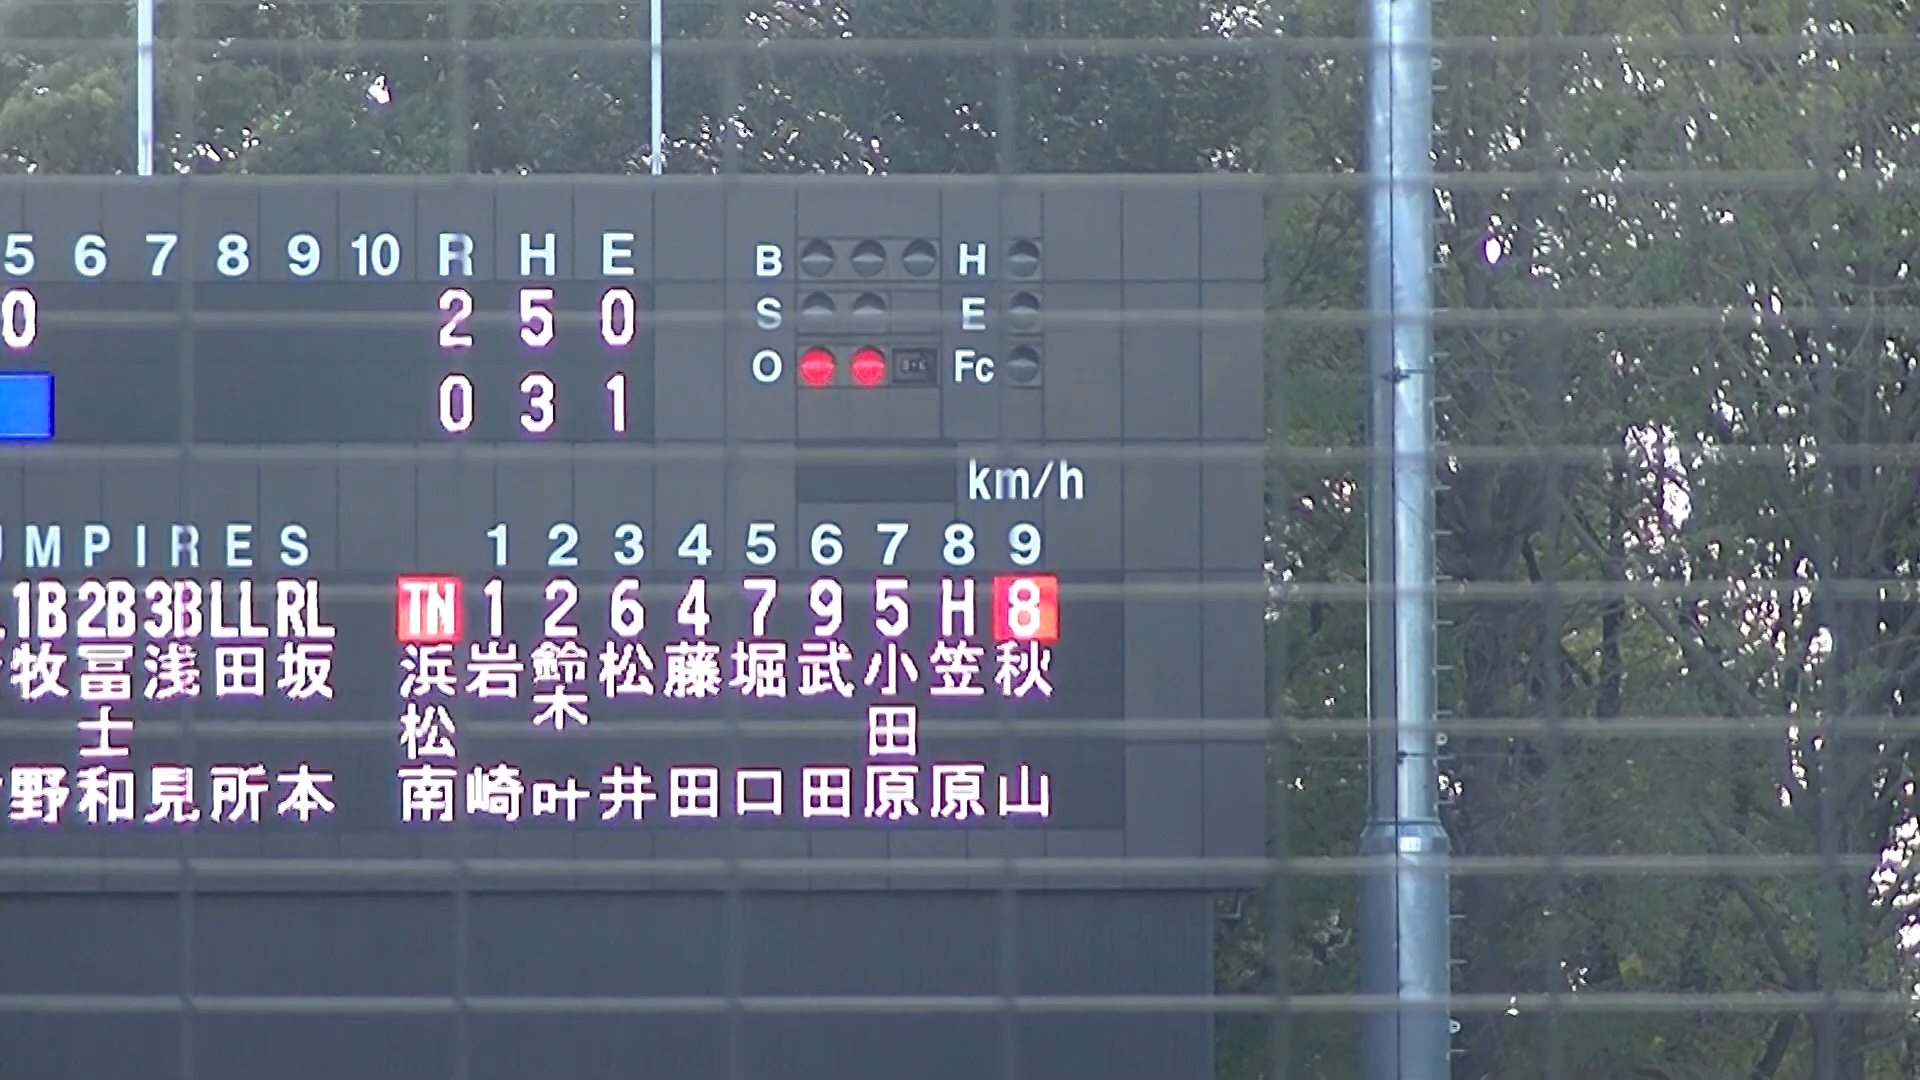 5 6 7 8 9 10 R H E
0 2 5 0
0 3 1
B H
S E
O Fc
km/h
MPIRES
1B 2B 3B LL RL
牧野
冨士和
浅見
田所
坂本
1 2 3 4 5 6 7 8 9
TN 1 2 6 4 7 9 5 H 8
浜松南
岩崎
鈴木叶
松井
藤田
堀口
武田
小田原
笠原
秋山